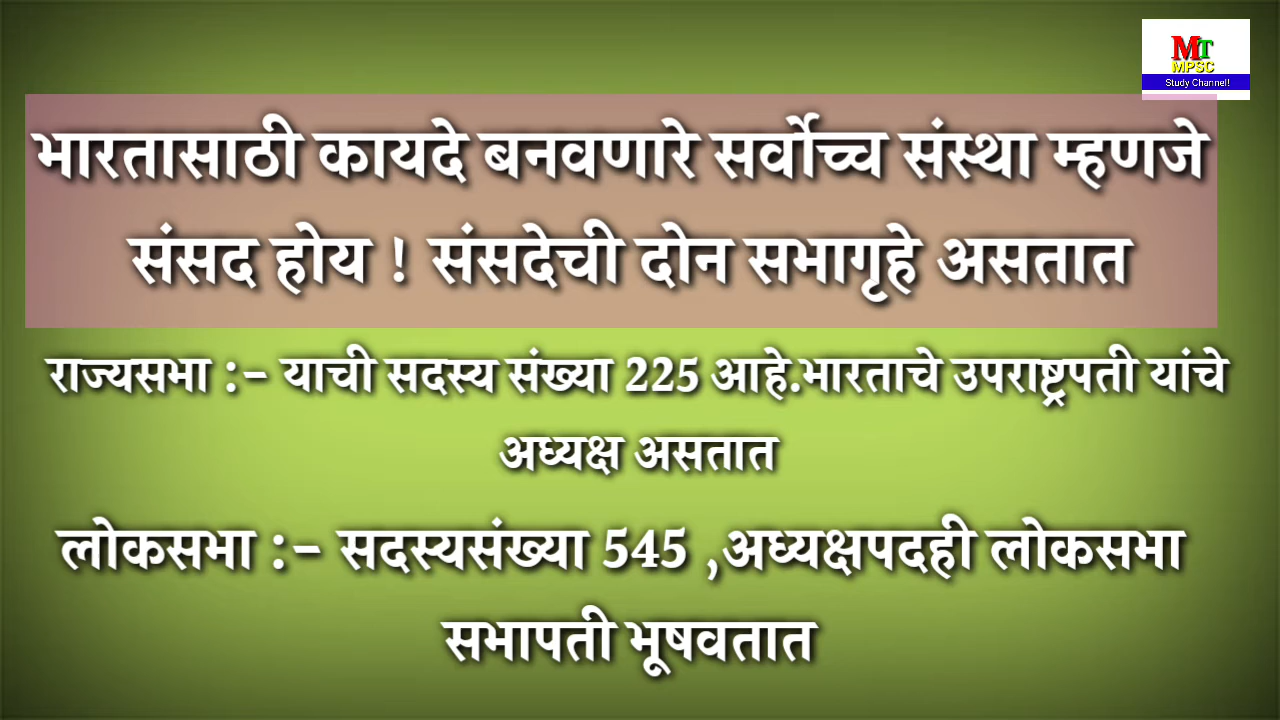 MT
MPSC
Study Channel!
भारतासाठी कायदे बनवणारे सर्वोच्च संस्था म्हणजे
संसद होय ! संसदेची दोन सभागृहे असतात
राज्यसभा :- याची सदस्य संख्या 225 आहे.भारताचे उपराष्ट्रपती यांचे
अध्यक्ष असतात
लोकसभा :- सदस्यसंख्या 545 ,अध्यक्षपदही लोकसभा
सभापती भूषवतात